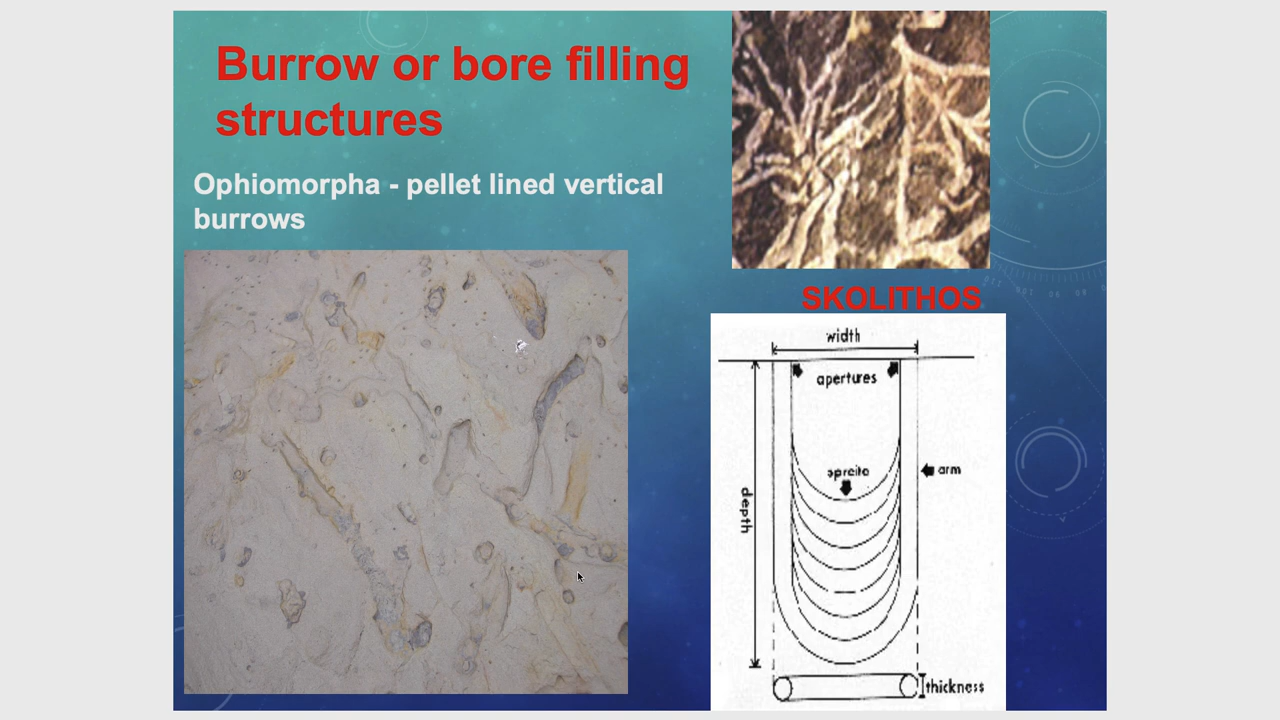 Burrow or bore filling
structures
Ophiomorpha - pellet lined vertical
burrows
SKOLITHOS
width
apertures
spreite
arm
depth
thickness